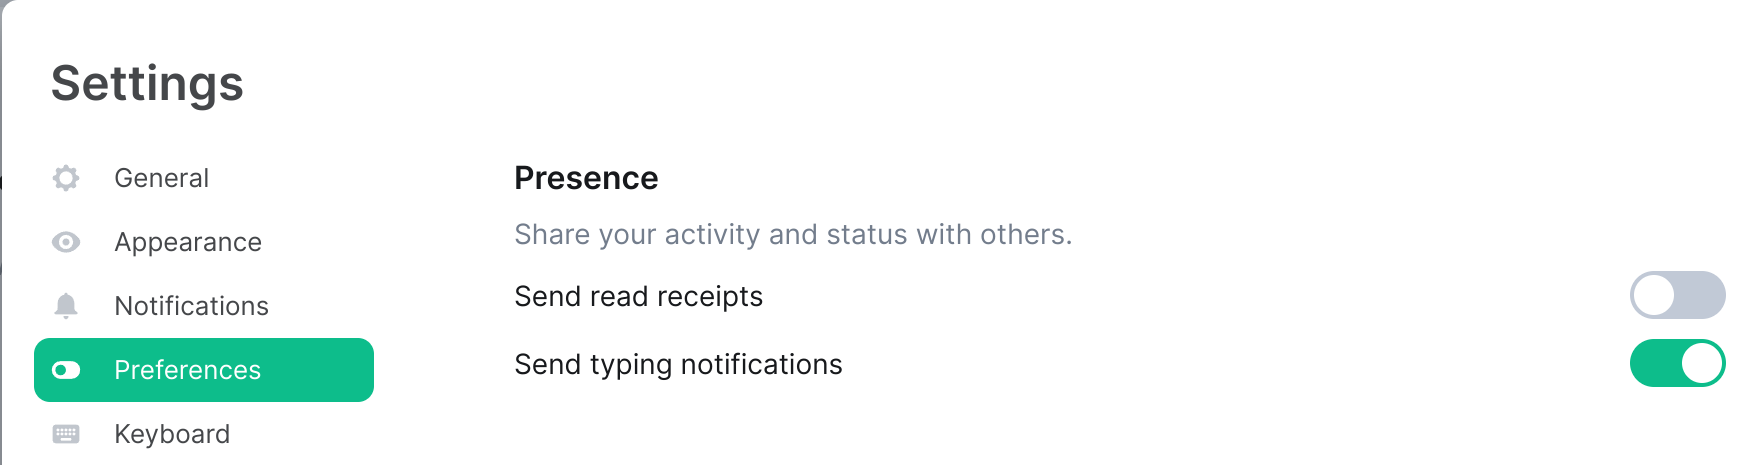 Settings
General
Appearance
Notifications
Preferences
Keyboard
Presence
Share your activity and status with others.
Send read receipts
Send typing notifications